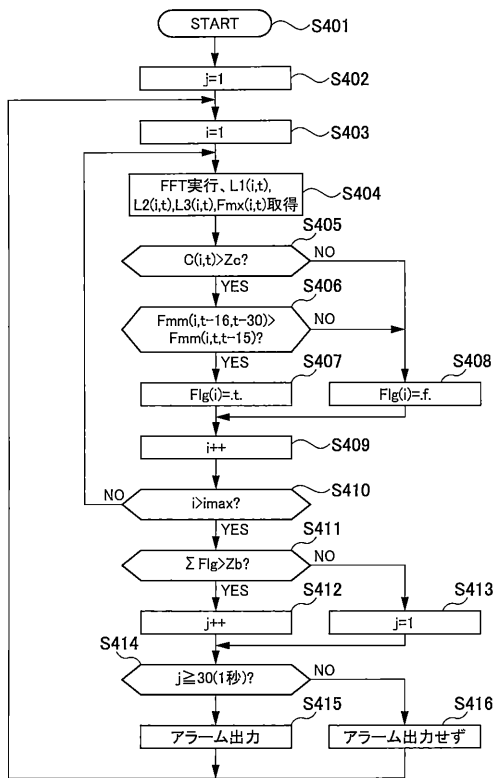 START
S401
j=1
S402
i=1
S403
FFT実行、L1(i,t),
L2(i,t),L3(i,t),Fmx(i,t)取得
S404
S405
C(i,t)>Zc?
NO
YES
S406
Fmm(i,t-16,t-30)>
Fmm(i,t,t-15)?
NO
YES
S407
Flg(i)=.t.
S408
Flg(i)=.f.
i++
S409
NO
S410
i>imax?
YES
S411
ΣFlg>Zb?
NO
YES
S412
j++
S413
j=1
S414
j≧30(1秒)?
NO
YES
S415
アラーム出力
S416
アラーム出力せず